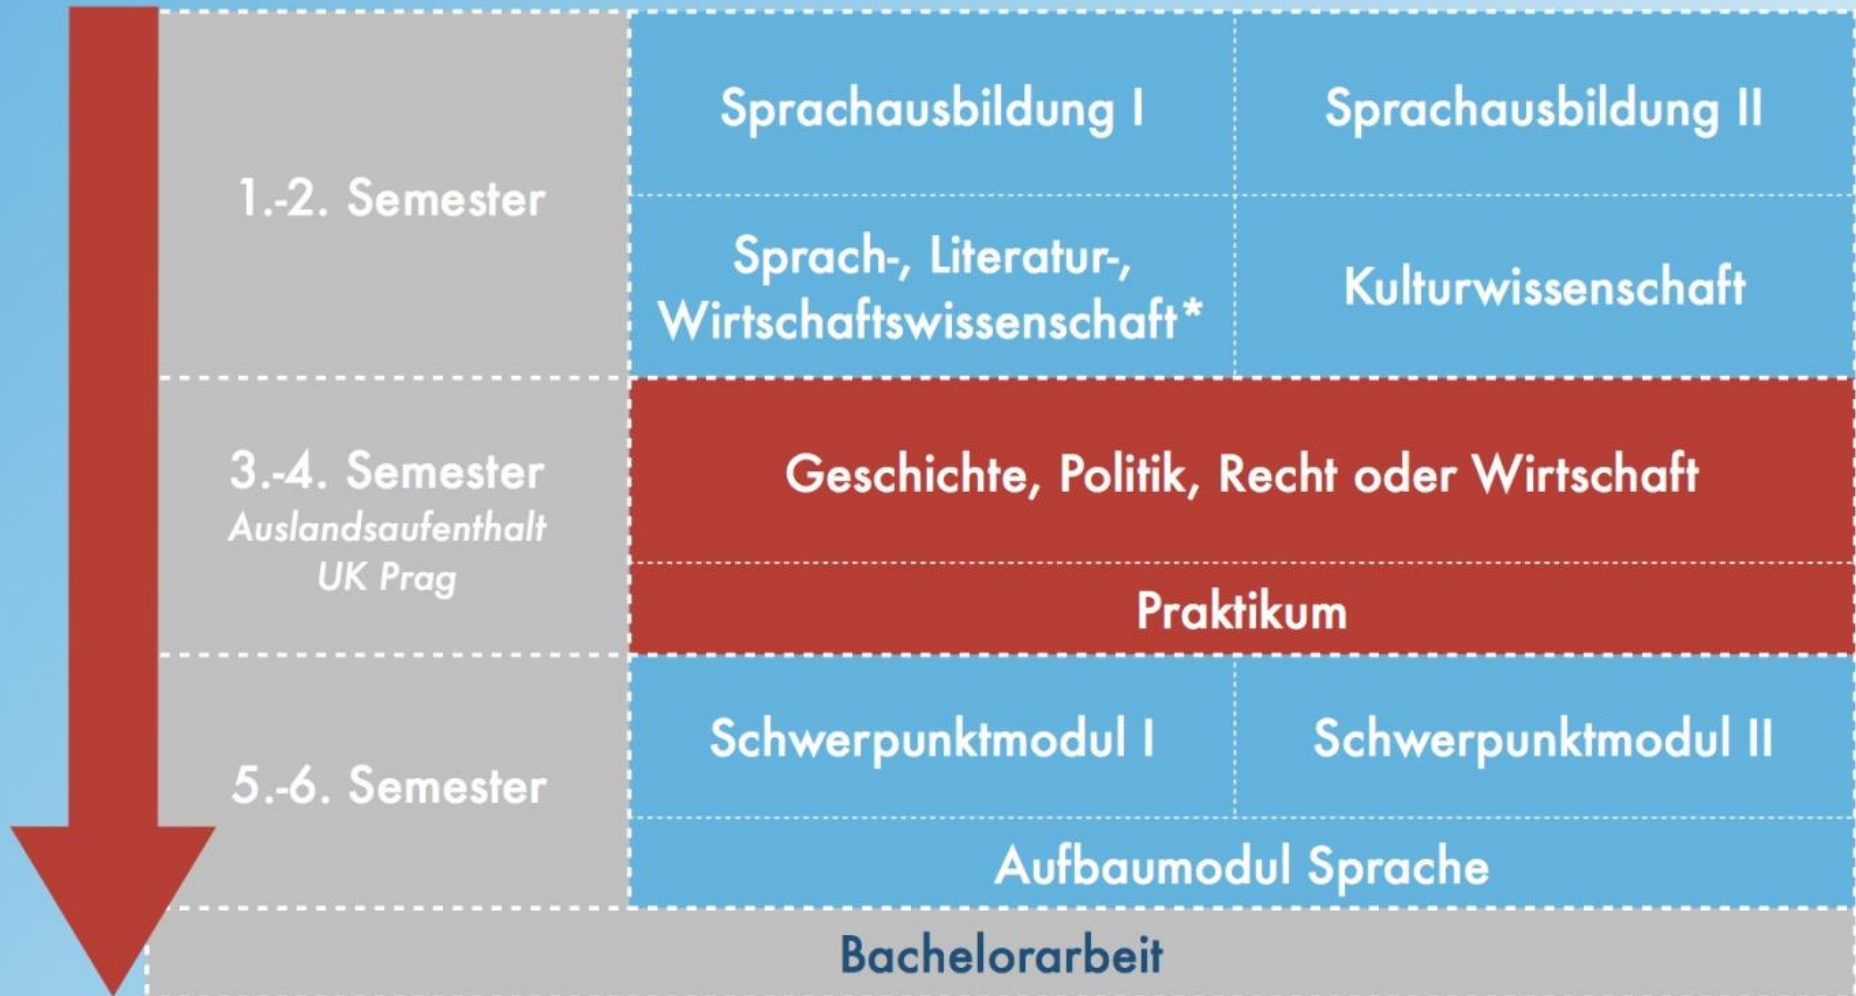 1.-2. Semester
Sprachausbildung I
Sprachausbildung II
Sprach-, Literatur-,
Wirtschaftswissenschaft*
Kulturwissenschaft
3.-4. Semester
Auslandsaufenthalt
UK Prag
Geschichte, Politik, Recht oder Wirtschaft
Praktikum
5.-6. Semester
Schwerpunktmodul I
Schwerpunktmodul II
Aufbaumodul Sprache
Bachelorarbeit